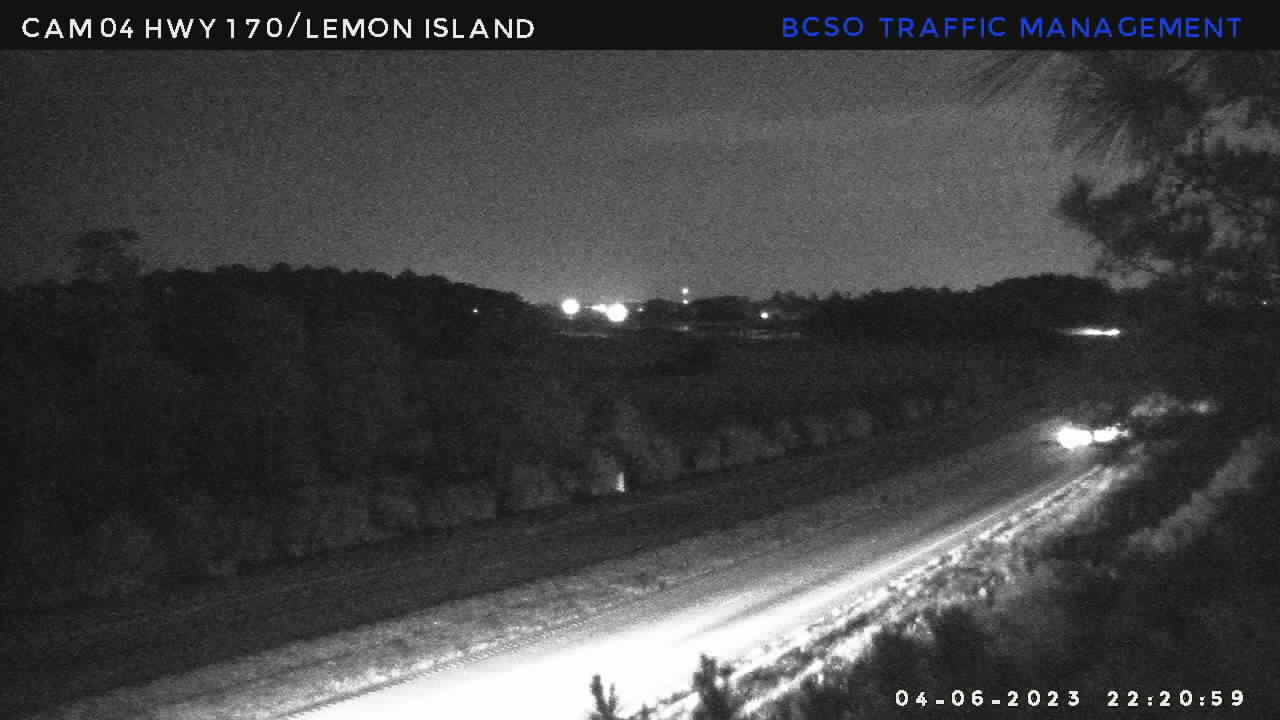 CAM04 HWY 170/LEMON ISLAND
BCSO TRAFFIC MANAGEMENT
04-06-2023 22:20:59